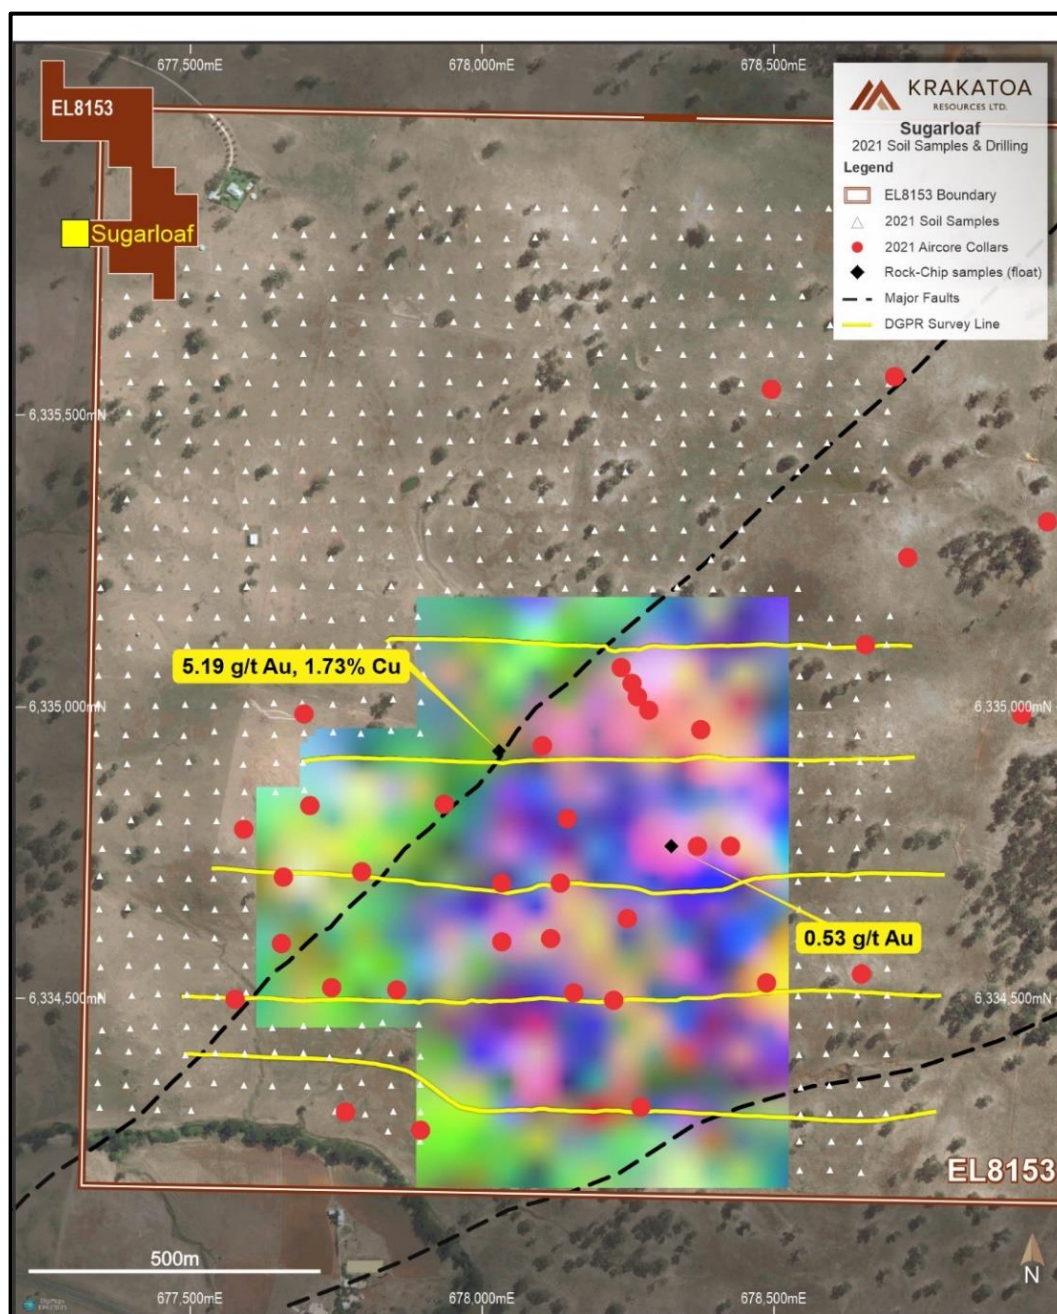 677,500mE
678,000mE
678,500mE
EL8153
Sugarloaf
KRAKATOA
RESOURCES LTD.
Sugarloaf
2021 Soil Samples & Drilling
Legend
EL8153 Boundary
2021 Soil Samples
2021 Aircore Collars
Rock-Chip samples (float)
Major Faults
DGPR Survey Line
6,335,500mN
5.19 g/t Au, 1.73% Cu
6,335,000mN
6,335,000mN
0.53 g/t Au
6,334,500mN
6,334,500mN
EL8153
500m
N
677,500mE
678,000mE
678,500mE